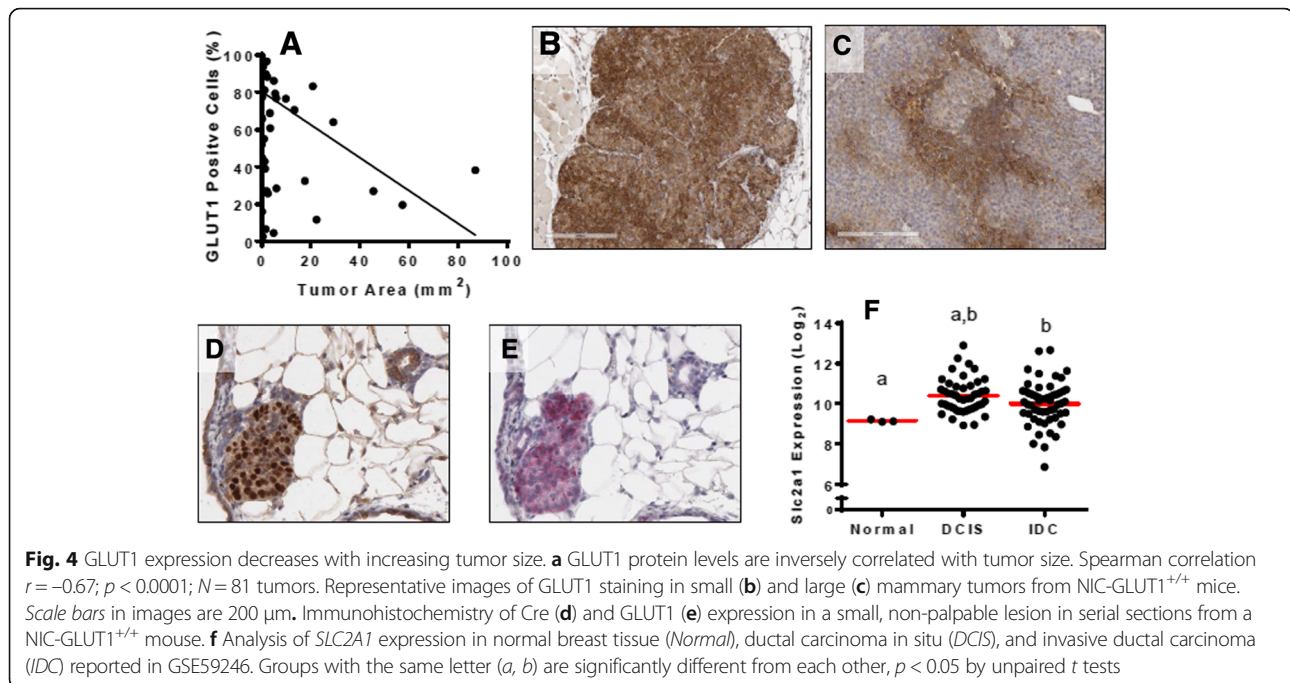 A
GLUT1 Positve Cells (%)
100
80
60
40
20
0
0 20 40 60 80 100
Tumor Area (mm²)
B
C
D
E
F
Slc2a1 Expression (Log₂)
14
12
10
8
6
0
a
a,b
b
Normal DCIS IDC
Fig. 4 GLUT1 expression decreases with increasing tumor size. a GLUT1 protein levels are inversely correlated with tumor size. Spearman correlation
r = –0.67; p < 0.0001; N = 81 tumors. Representative images of GLUT1 staining in small (b) and large (c) mammary tumors from NIC-GLUT1+/+ mice.
Scale bars in images are 200 μm. Immunohistochemistry of Cre (d) and GLUT1 (e) expression in a small, non-palpable lesion in serial sections from a
NIC-GLUT1+/+ mouse. f Analysis of SLC2A1 expression in normal breast tissue (Normal), ductal carcinoma in situ (DCIS), and invasive ductal carcinoma
(IDC) reported in GSE59246. Groups with the same letter (a, b) are significantly different from each other, p < 0.05 by unpaired t tests